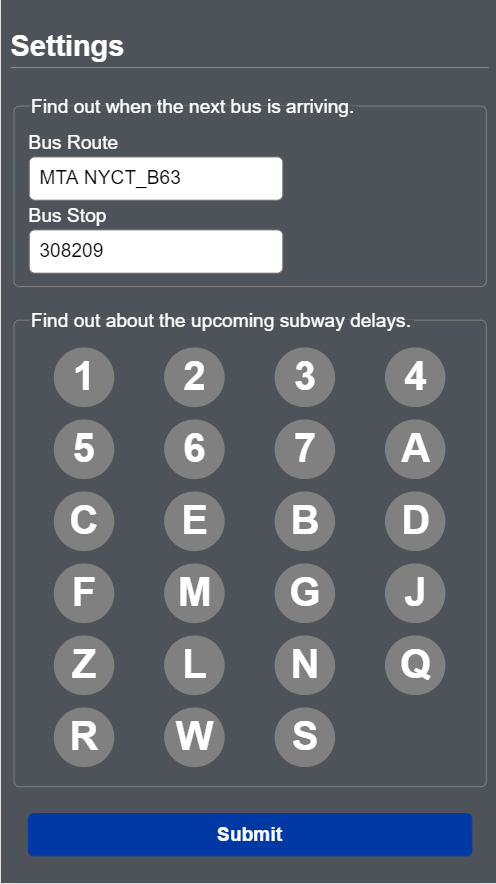 Settings
Find out when the next bus is arriving.
Bus Route
MTA NYCT_B63
Bus Stop
308209
Find out about the upcoming subway delays.
1 2 3 4
5 6 7 A
C E B D
F M G J
Z L N Q
R W S
Submit